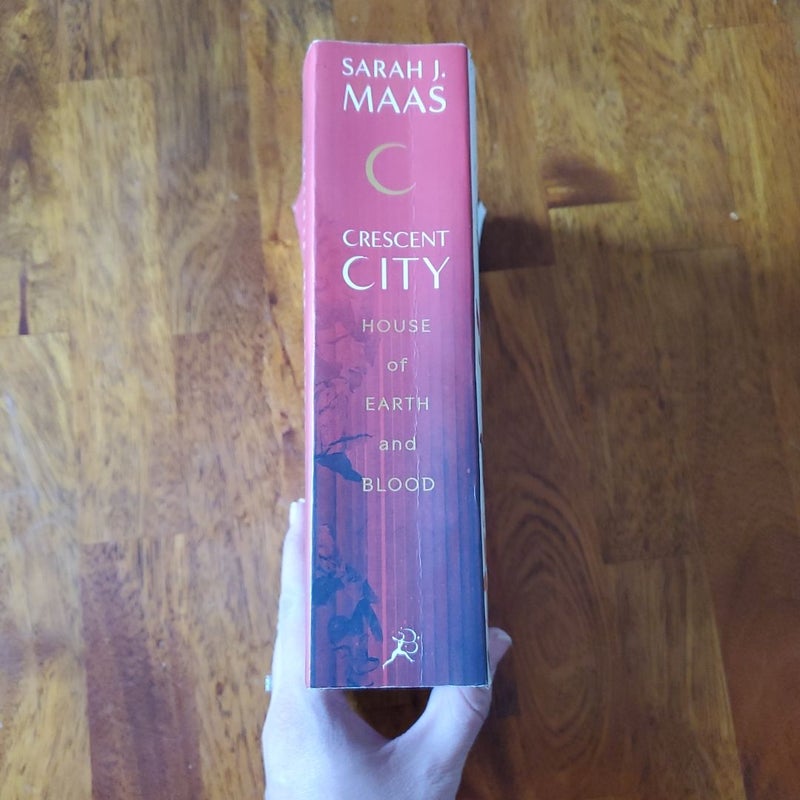 SARAH J.
MAAS
C
CRESCENT
CITY
HOUSE
of
EARTH
and
BLOOD